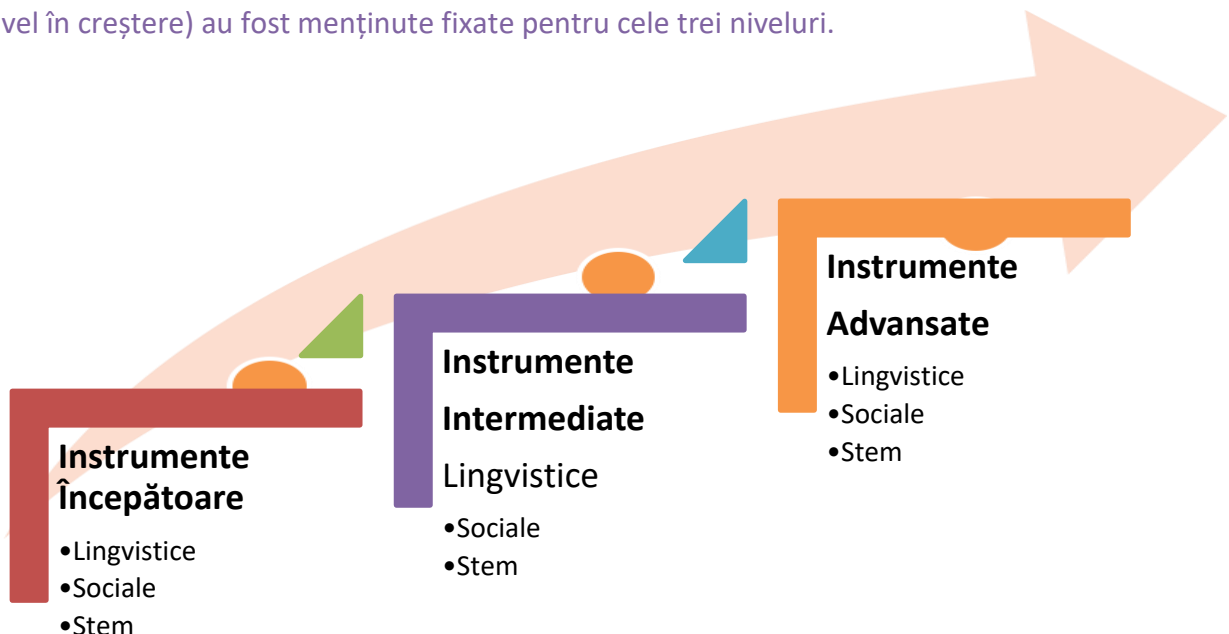 vel în creștere) au fost menținute fixate pentru cele trei niveluri.
Instrumente
Începătoare
•Lingvistice
•Sociale
•Stem
Instrumente
Intermediate
Lingvistice
•Sociale
•Stem
Instrumente
Advansate
•Lingvistice
•Sociale
•Stem